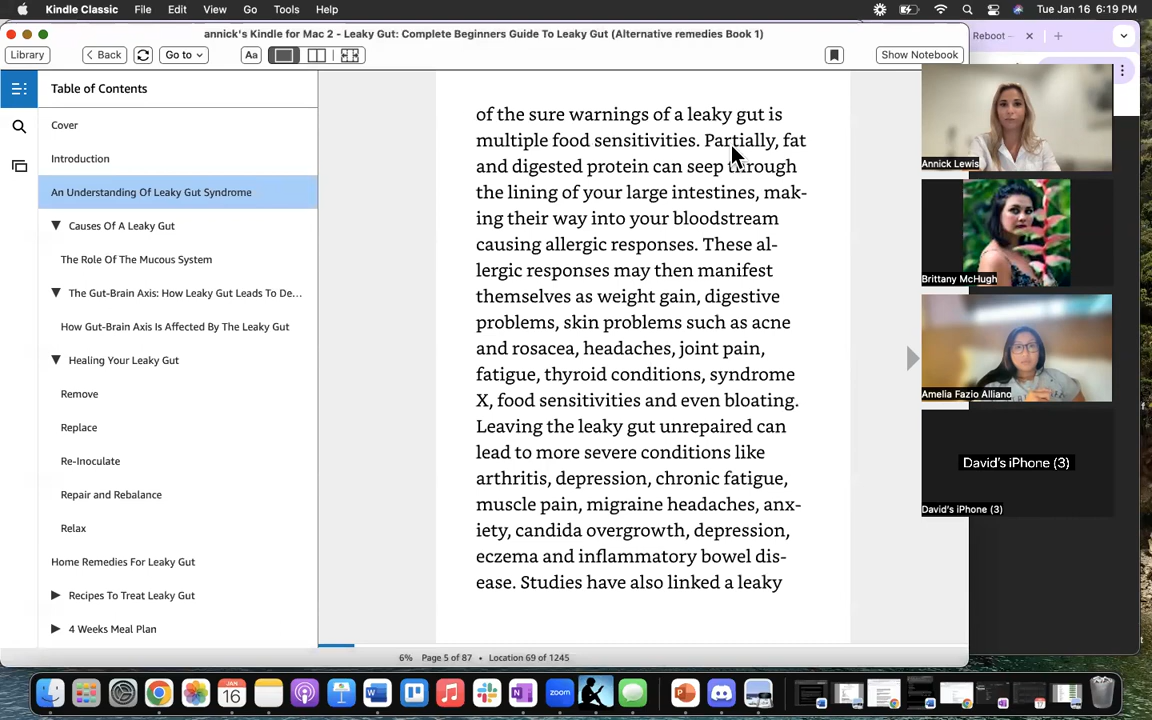 Kindle Classic File Edit View Go Tools Help Tue Jan 16 6:19 PM
annick's Kindle for Mac 2 - Leaky Gut: Complete Beginners Guide To Leaky Gut (Alternative remedies Book 1)
Reboot –
Library < Back Go to Aa Show Notebook
Table of Contents
Cover
Introduction
An Understanding Of Leaky Gut Syndrome
Causes Of A Leaky Gut
The Role Of The Mucous System
The Gut-Brain Axis: How Leaky Gut Leads To De...
How Gut-Brain Axis Is Affected By The Leaky Gut
Healing Your Leaky Gut
Remove
Replace
Re-Inoculate
Repair and Rebalance
Relax
Home Remedies For Leaky Gut
Recipes To Treat Leaky Gut
4 Weeks Meal Plan
of the sure warnings of a leaky gut is
multiple food sensitivities. Partially, fat
and digested protein can seep through
the lining of your large intestines, mak-
ing their way into your bloodstream
causing allergic responses. These al-
lergic responses may then manifest
themselves as weight gain, digestive
problems, skin problems such as acne
and rosacea, headaches, joint pain,
fatigue, thyroid conditions, syndrome
X, food sensitivities and even bloating.
Leaving the leaky gut unrepaired can
lead to more severe conditions like
arthritis, depression, chronic fatigue,
muscle pain, migraine headaches, anx-
iety, candida overgrowth, depression,
eczema and inflammatory bowel dis-
ease. Studies have also linked a leaky
6% Page 5 of 87 • Location 69 of 1245
Annick Lewis
Brittany McHugh
Amelia Fazio Alliano
David's iPhone (3)
David's iPhone (3)
JAN
16
zoom